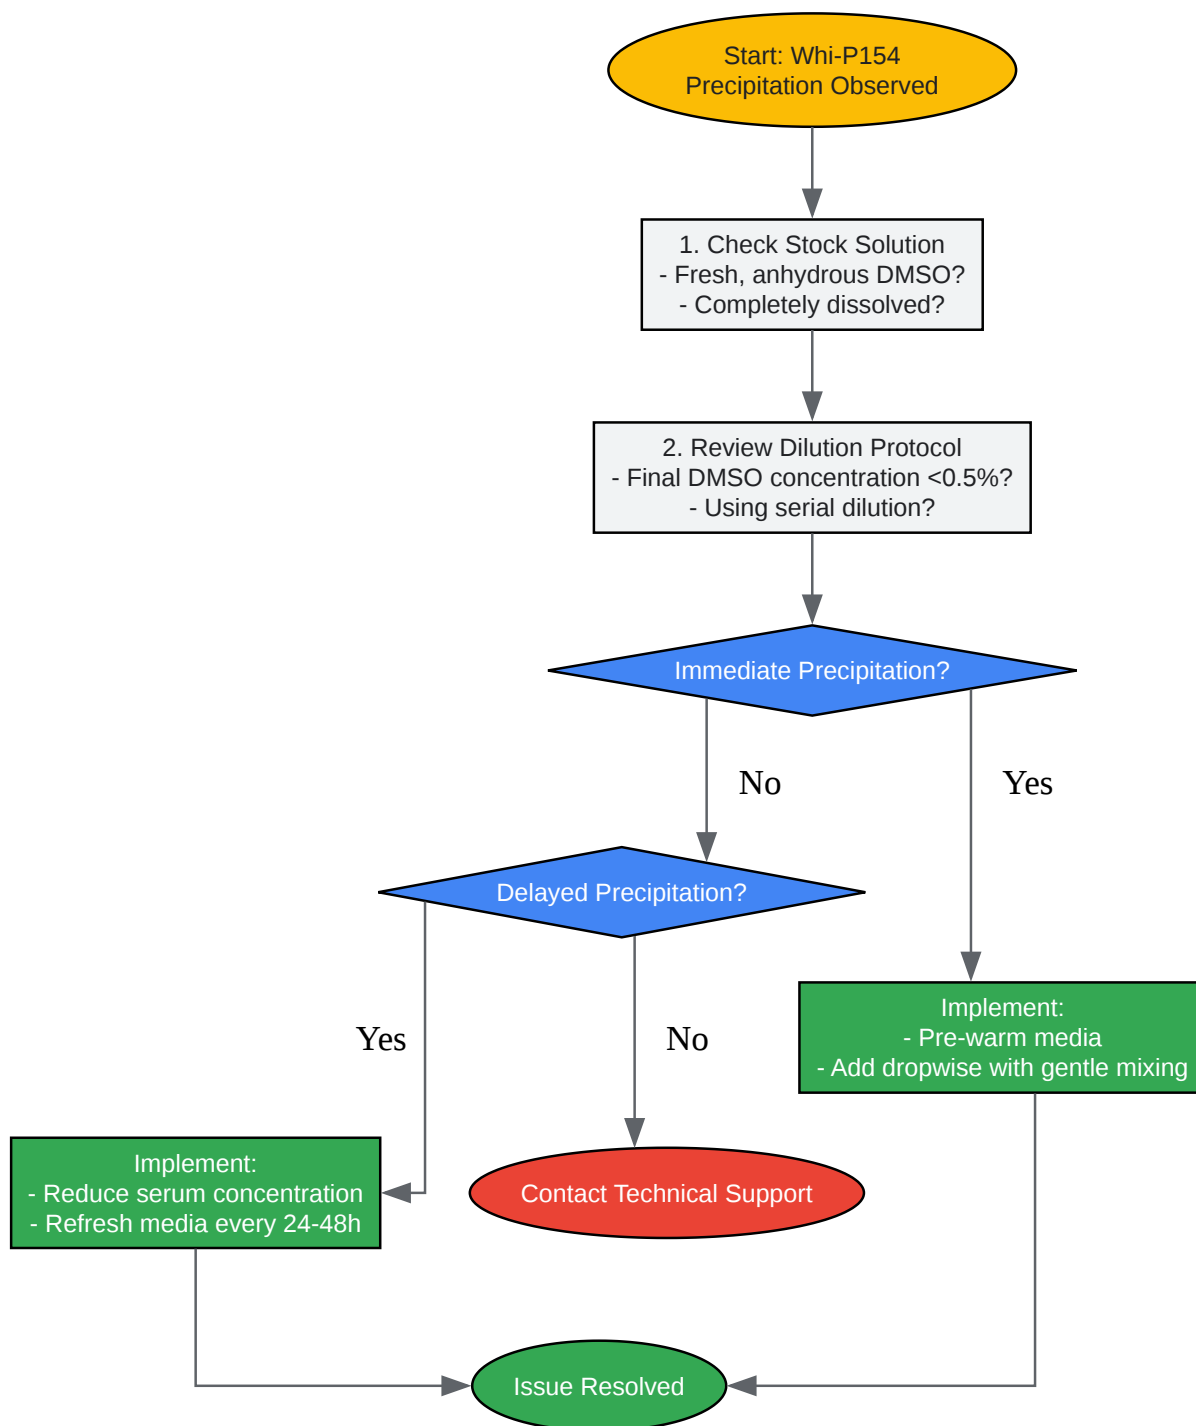 Start: Whi-P154
Precipitation Observed
1. Check Stock Solution
- Fresh, anhydrous DMSO?
- Completely dissolved?
2. Review Dilution Protocol
- Final DMSO concentration <0.5%?
- Using serial dilution?
Immediate Precipitation?
No
Yes
Delayed Precipitation?
Implement:
- Pre-warm media
- Add dropwise with gentle mixing
Yes
No
Implement:
- Reduce serum concentration
- Refresh media every 24-48h
Contact Technical Support
Issue Resolved